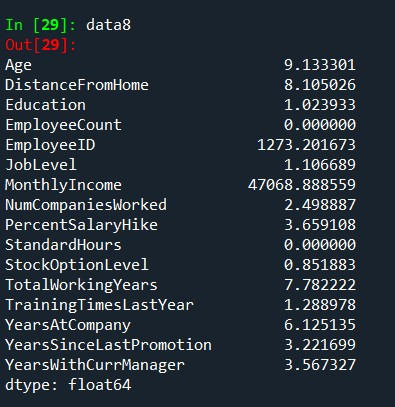 In [29]: data8
Out[29]:
Age 9.133301
DistanceFromHome 8.105026
Education 1.023933
EmployeeCount 0.000000
EmployeeID 1273.201673
JobLevel 1.106689
MonthlyIncome 47068.888559
NumCompaniesWorked 2.498887
PercentSalaryHike 3.659108
StandardHours 0.000000
StockOptionLevel 0.851883
TotalWorkingYears 7.782222
TrainingTimesLastYear 1.288978
YearsAtCompany 6.125135
YearsSinceLastPromotion 3.221699
YearsWithCurrManager 3.567327
dtype: float64